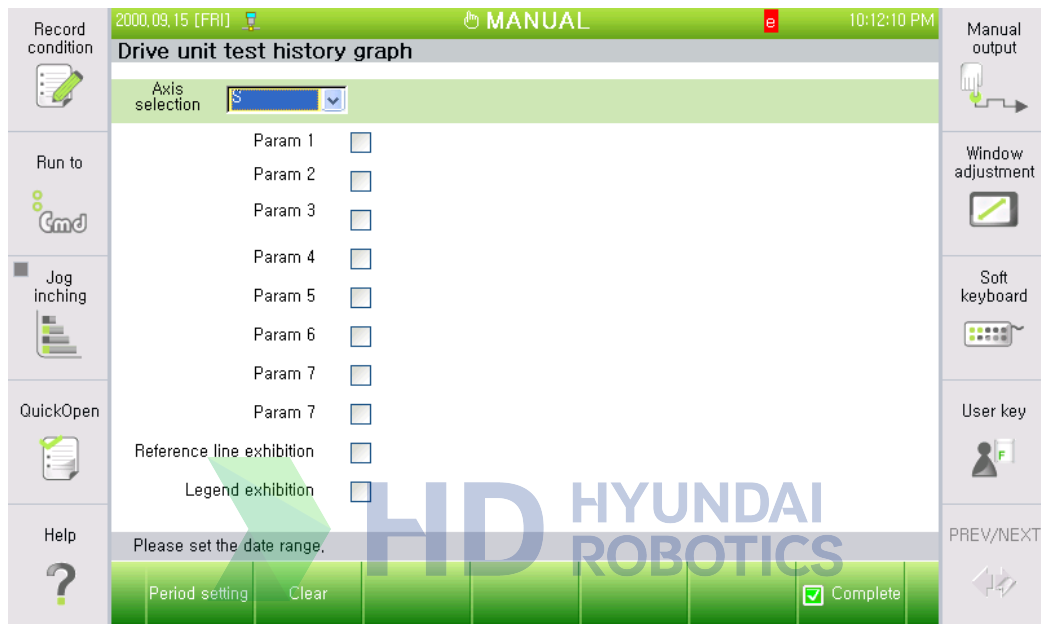 Record
condition
2000, 09, 15 [FRI]
MANUAL
e
10:12:10 PM
Manual
output
Drive unit test history graph
Axis
selection
S
Run to
Cmd
Param 1
Param 2
Param 3
Param 4
Param 5
Param 6
Param 7
Param 7
Reference line exhibition
Legend exhibition
Window
adjustment
Jog
inching
Soft
keyboard
QuickOpen
User key
F
HD HYUNDAI
ROBOTICS
Help
Please set the date range,
PREV/NEXT
?
Period setting
Clear
Complete